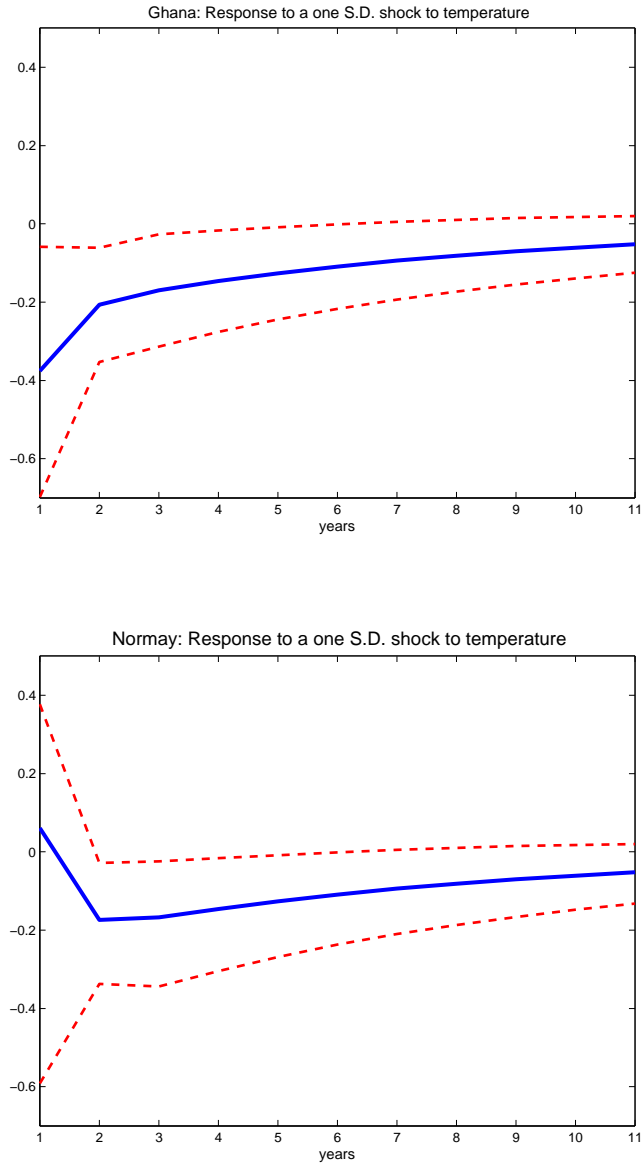 Ghana: Response to a one S.D. shock to temperature
0.4
0.2
0
−0.2
−0.4
−0.6
1 2 3 4 5 6 7 8 9 10 11
years
Normay: Response to a one S.D. shock to temperature
0.4
0.2
0
−0.2
−0.4
−0.6
1 2 3 4 5 6 7 8 9 10 11
years